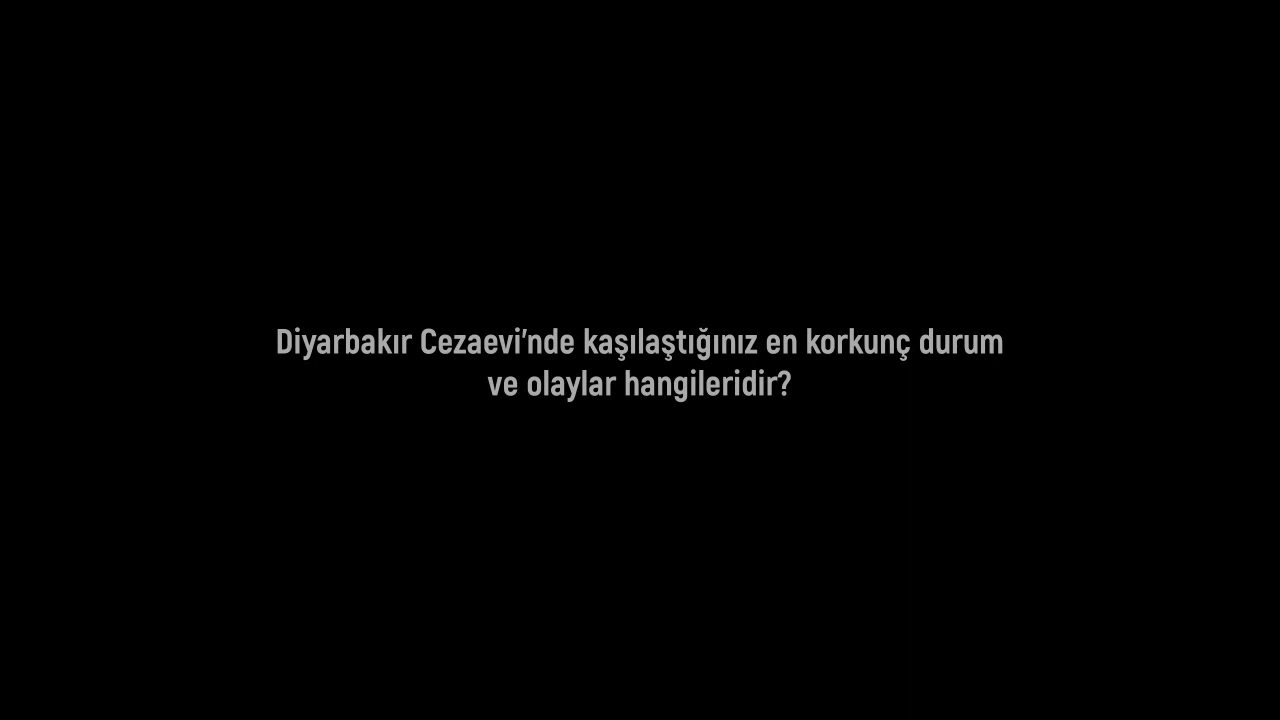 Diyarbakır Cezaevi'nde kaşılaştığınız en korkunç durum
ve olaylar hangileridir?